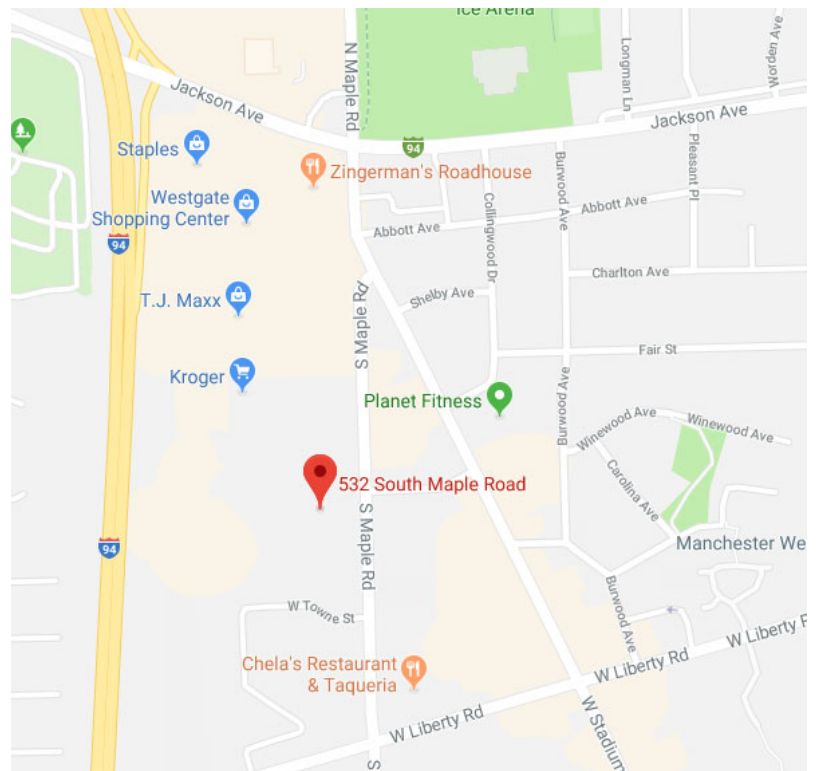 Ice Arena
N Maple Rd
Longman Ln
Worden Ave
Jackson Ave
Jackson Ave
94
Staples
Zingerman's Roadhouse
Pleasant Pl
Westgate
Shopping Center
Burwood Ave
Abbott Ave
Abbott Ave
Collingwood Dr
94
Charlton Ave
T.J. Maxx
Shelby Ave
S Maple Rd
Fair St
Kroger
Planet Fitness
Burwood Ave
Winewood Ave
Winewood Ave
532 South Maple Road
Carolina Ave
S Maple Rd
94
Manchester We
W Towne St
Burwood Ave
W Liberty R
Chela's Restaurant
& Taqueria
W Liberty Rd
W Liberty Rd
W Stadium
S